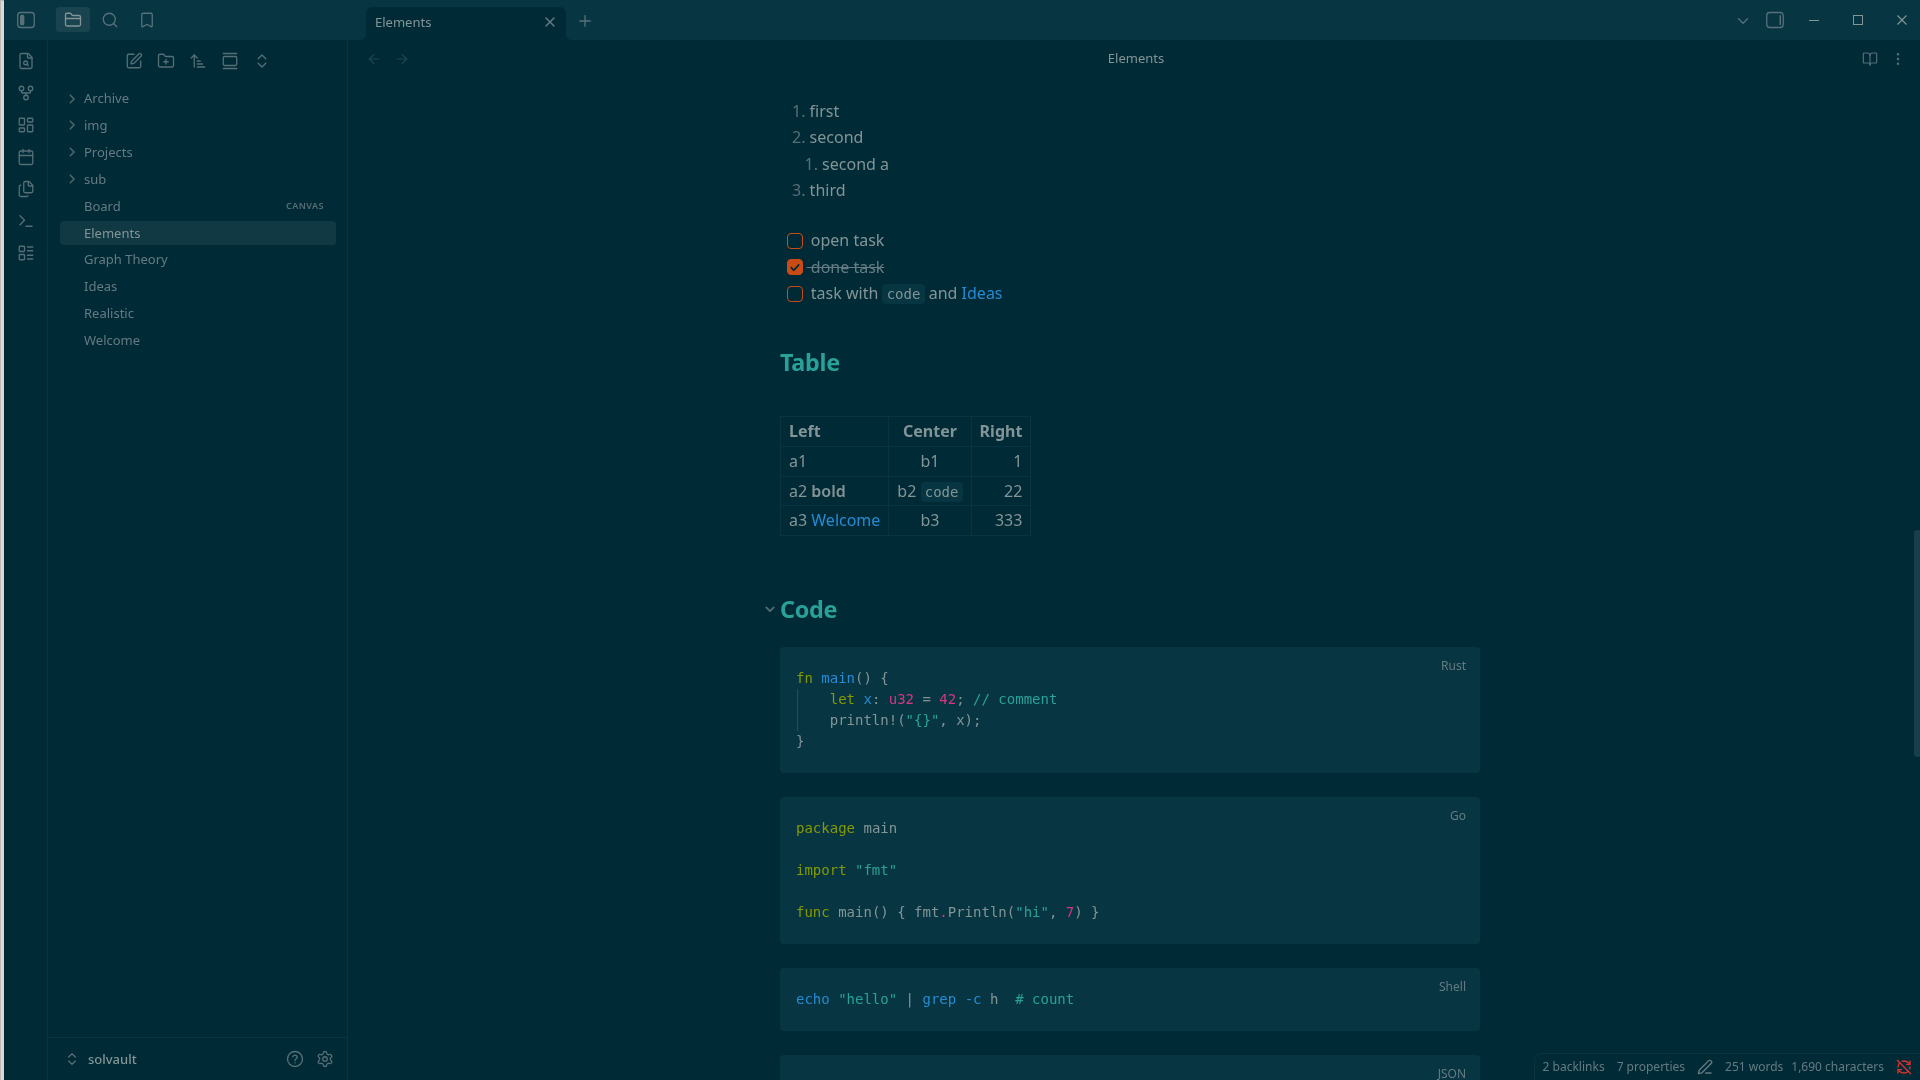 Elements
Elements
Archive
img
Projects
sub
Board CANVAS
Elements
Graph Theory
Ideas
Realistic
Welcome
solvault
1. first
2. second
1. second a
3. third
open task
done task
task with code and Ideas
Table
Left Center Right
a1 b1 1
a2 bold b2 code 22
a3 Welcome b3 333
Code
Rust
fn main() {
    let x: u32 = 42; // comment
    println!("{}", x);
}
Go
package main
import "fmt"
func main() { fmt.Println("hi", 7) }
Shell
echo "hello" | grep -c h  # count
JSON
2 backlinks 7 properties 251 words 1,690 characters